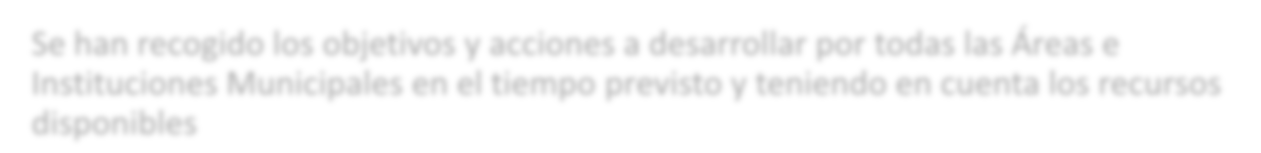 Se han recogido los objetivos y acciones a desarrollar por todas las Áreas e
Instituciones Municipales en el tiempo previsto y teniendo en cuenta los recursos
disponibles